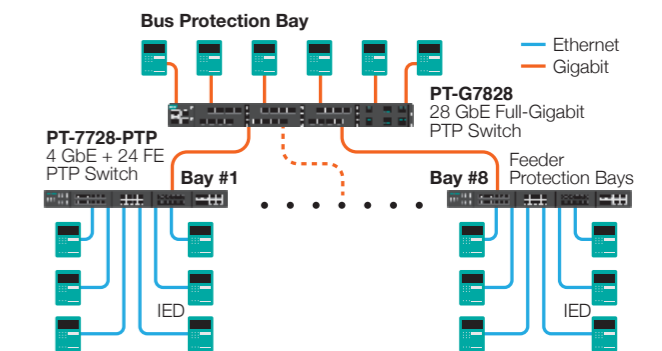 Bus Protection Bay
Ethernet
Gigabit
PT-G7828
28 GbE Full-Gigabit
PTP Switch
PT-7728-PTP
4 GbE + 24 FE
PTP Switch
Bay #1
Bay #8
Feeder
Protection Bays
IED
IED